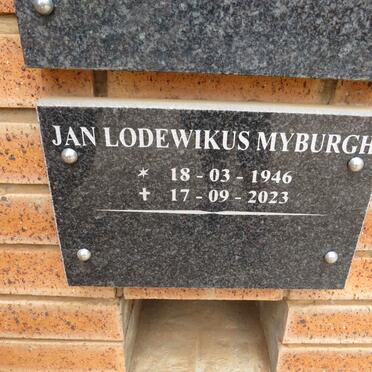 JAN LODEWIKUS MYBURGH
* 18 - 03 - 1946
✝ 17 - 09 - 2023